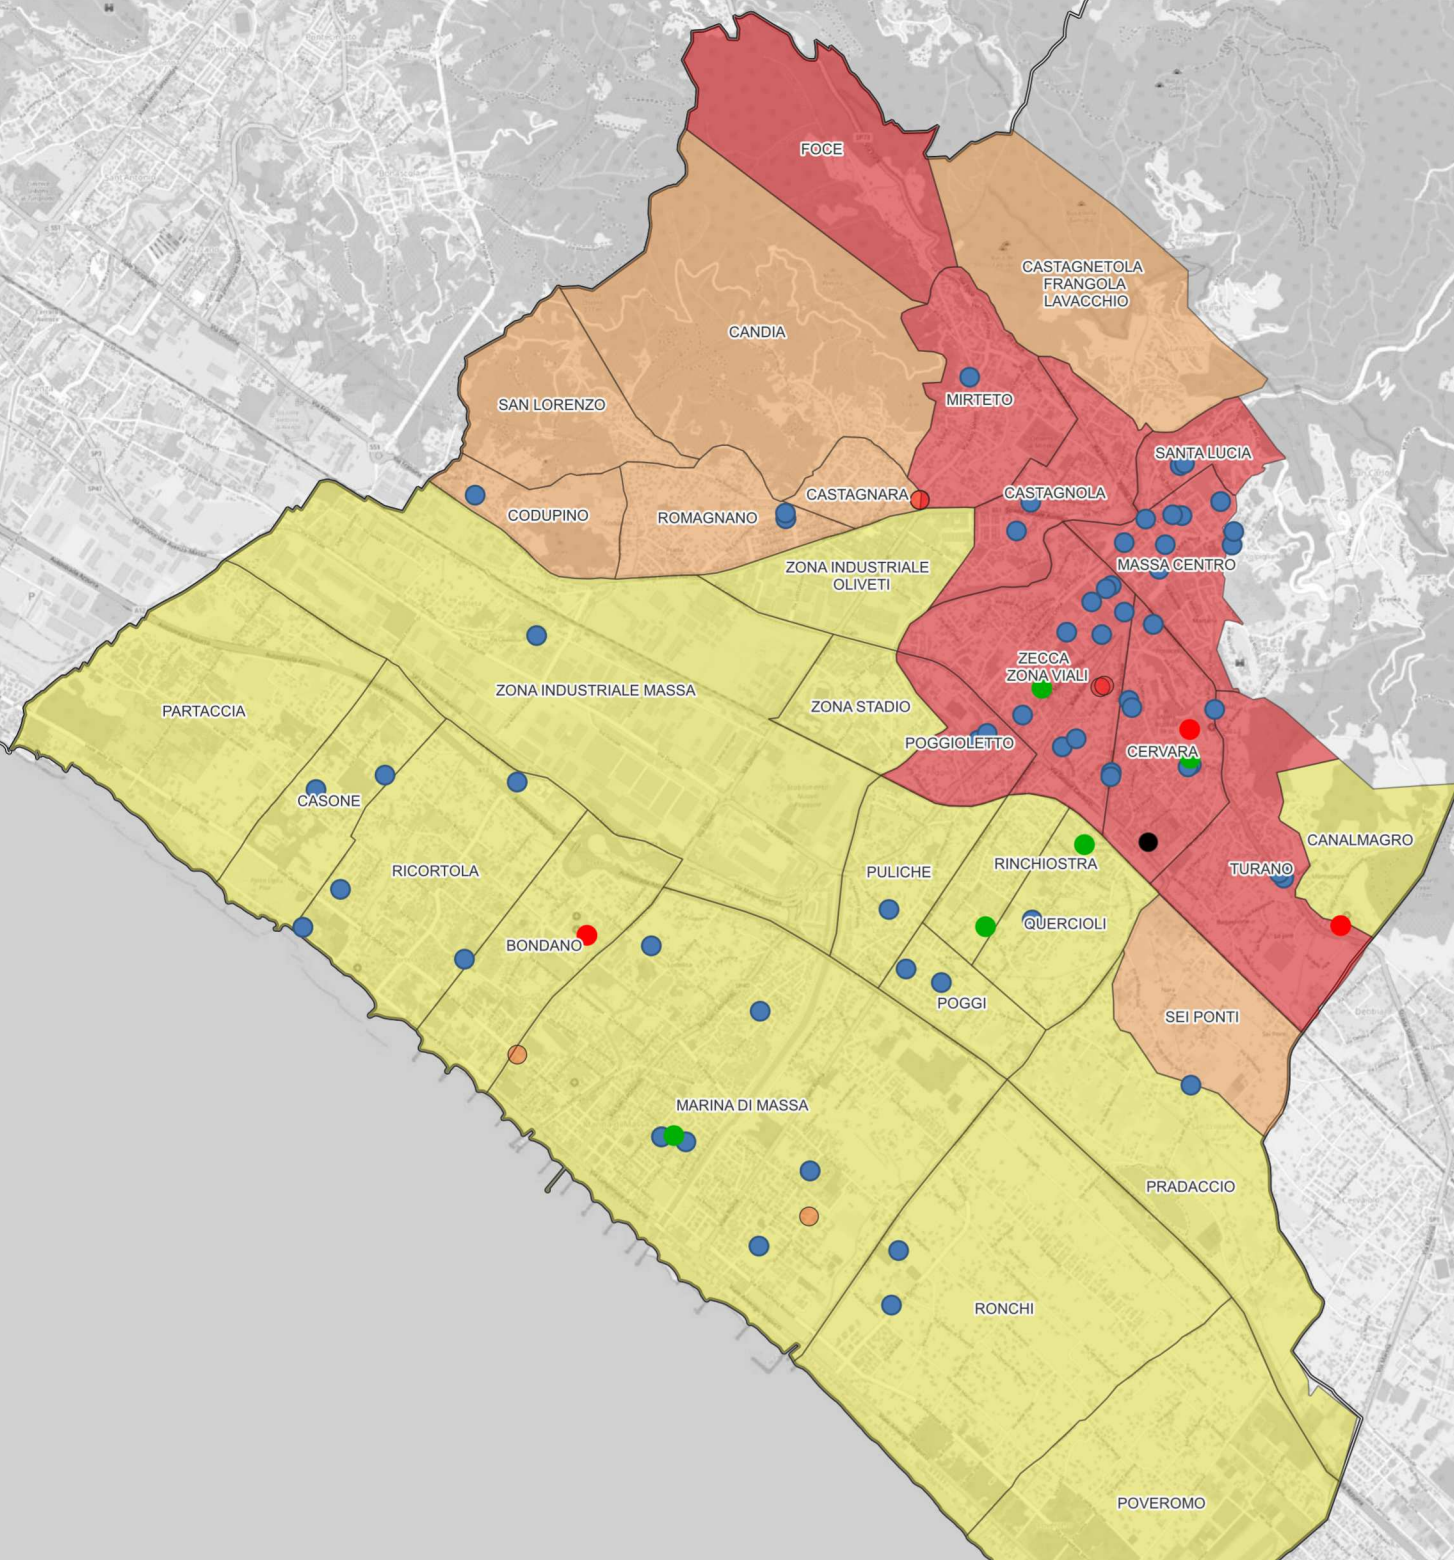 FOCE
CASTAGNETOLA
FRANGOLA
LAVACCHIO
CANDIA
SAN LORENZO
MIRTETO
SANTA LUCIA
CASTAGNARA
CASTAGNOLA
CODUPINO
ROMAGNANO
MASSA CENTRO
ZONA INDUSTRIALE
OLIVETI
ZECCA
ZONA VIALI
ZONA INDUSTRIALE MASSA
PARTACCIA
ZONA STADIO
POGGIOLETTO
CERVARA
CASONE
CANALMAGRO
RICORTOLA
PULICHE
RINCHIOSTRA
TURANO
QUERCIOLI
BONDANO
POGGI
SEI PONTI
MARINA DI MASSA
PRADACCIO
RONCHI
POVEROMO